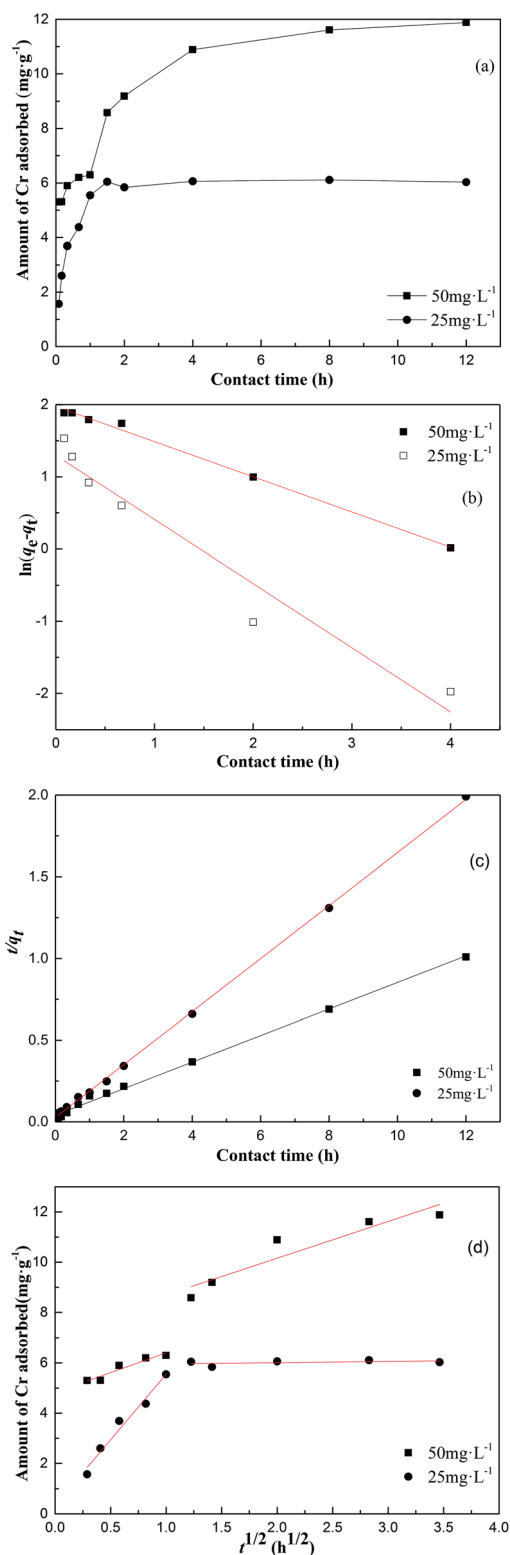 12
10
8
6
4
2
0
Amount of Cr adsorbed (mg·g⁻¹)
(a)
50mg·L⁻¹
25mg·L⁻¹
0 2 4 6 8 10 12
Contact time (h)
2
1
0
-1
-2
ln(qe-qt)
50mg·L⁻¹
25mg·L⁻¹
(b)
0 1 2 3 4
Contact time (h)
2.0
1.5
1.0
0.5
0.0
t/qt
(c)
50mg·L⁻¹
25mg·L⁻¹
0 2 4 6 8 10 12
Contact time (h)
12
10
8
6
4
2
0
Amount of Cr adsorbed(mg·g⁻¹)
(d)
50mg·L⁻¹
25mg·L⁻¹
0.0 0.5 1.0 1.5 2.0 2.5 3.0 3.5 4.0
t^1/2 (h^1/2)